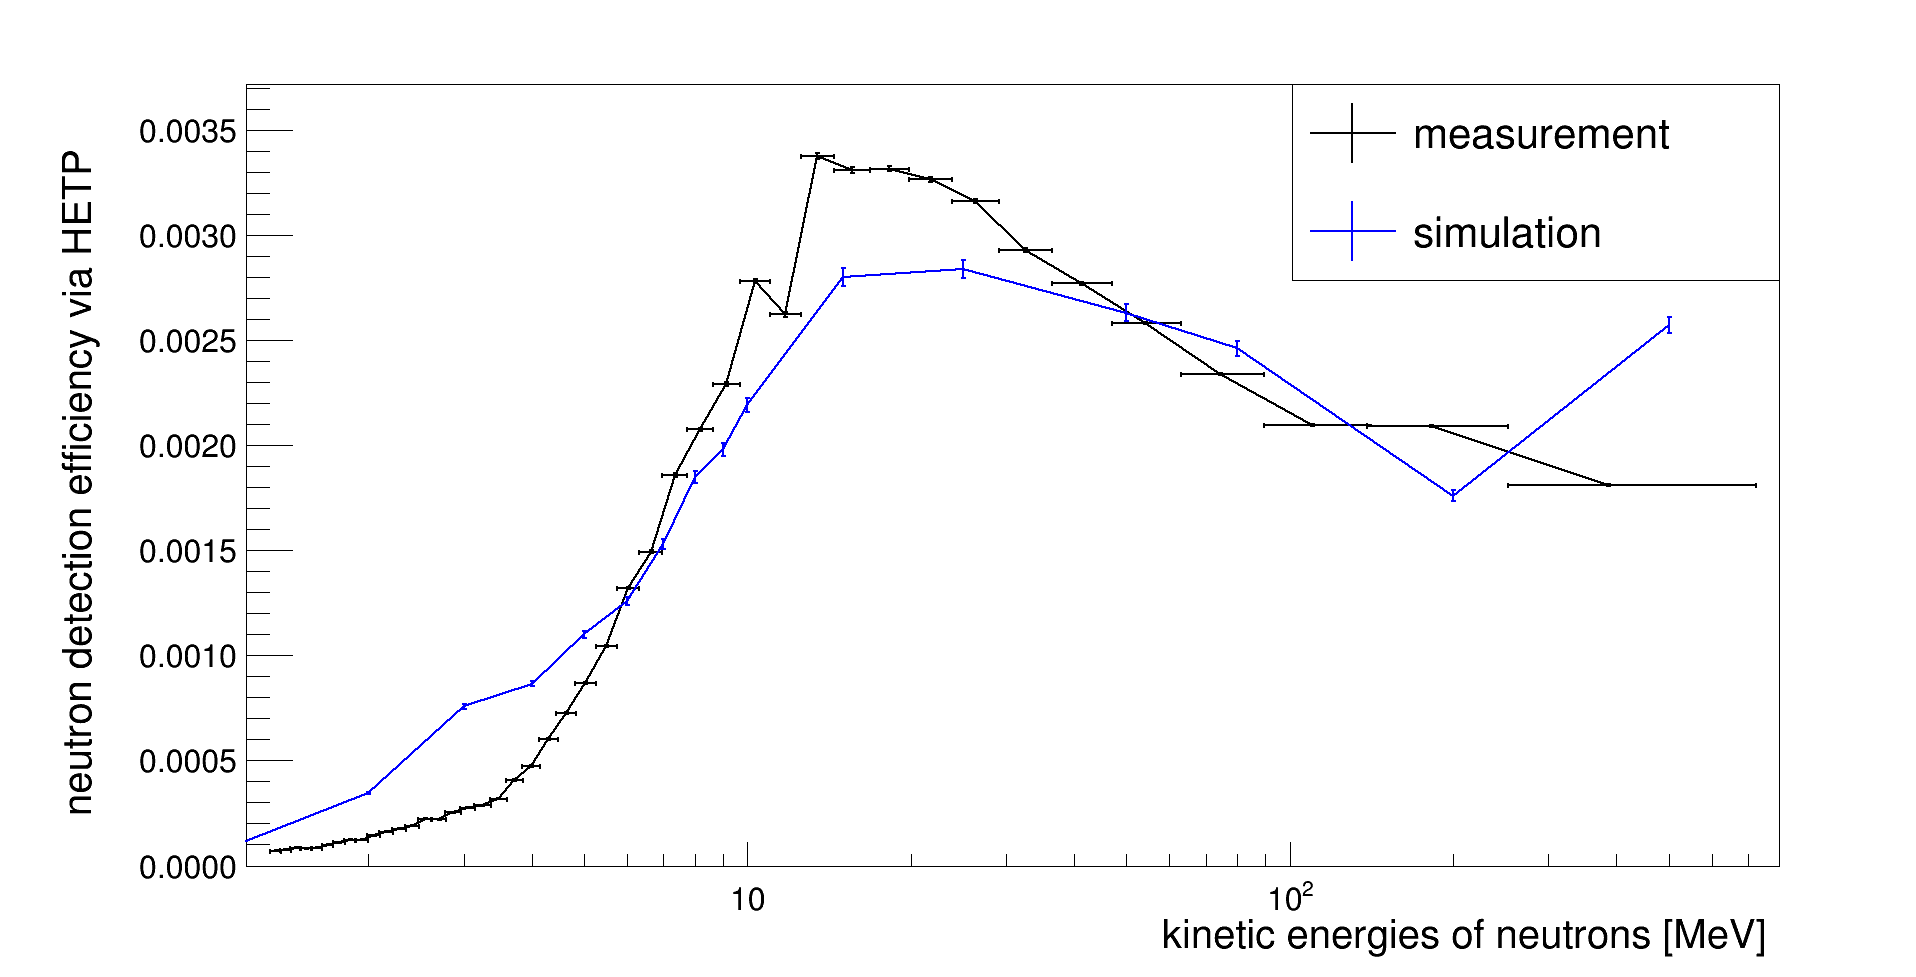 measurement
simulation
neutron detection efficiency via HETP
0.0035
0.0030
0.0025
0.0020
0.0015
0.0010
0.0005
0.0000
10
10²
kinetic energies of neutrons [MeV]